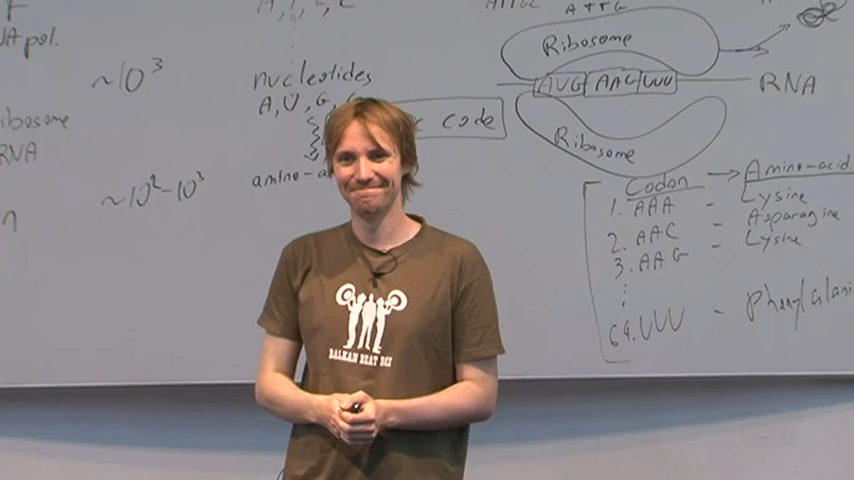 A, T, G, C
ATTG
NA pol.
~10³
nucleotides
A, U, G, C
code
Ribosome
AUG AAC UUU
RNA
Ribosome
ibosome
RNA
~10²-10³
amino-a
n
Codon → Amino-acid
1. AAA - Lysine
2. AAC - Asparagine
3. AAG - Lysine
64. UUU - phenylalani
BALKAN BEAT BOX